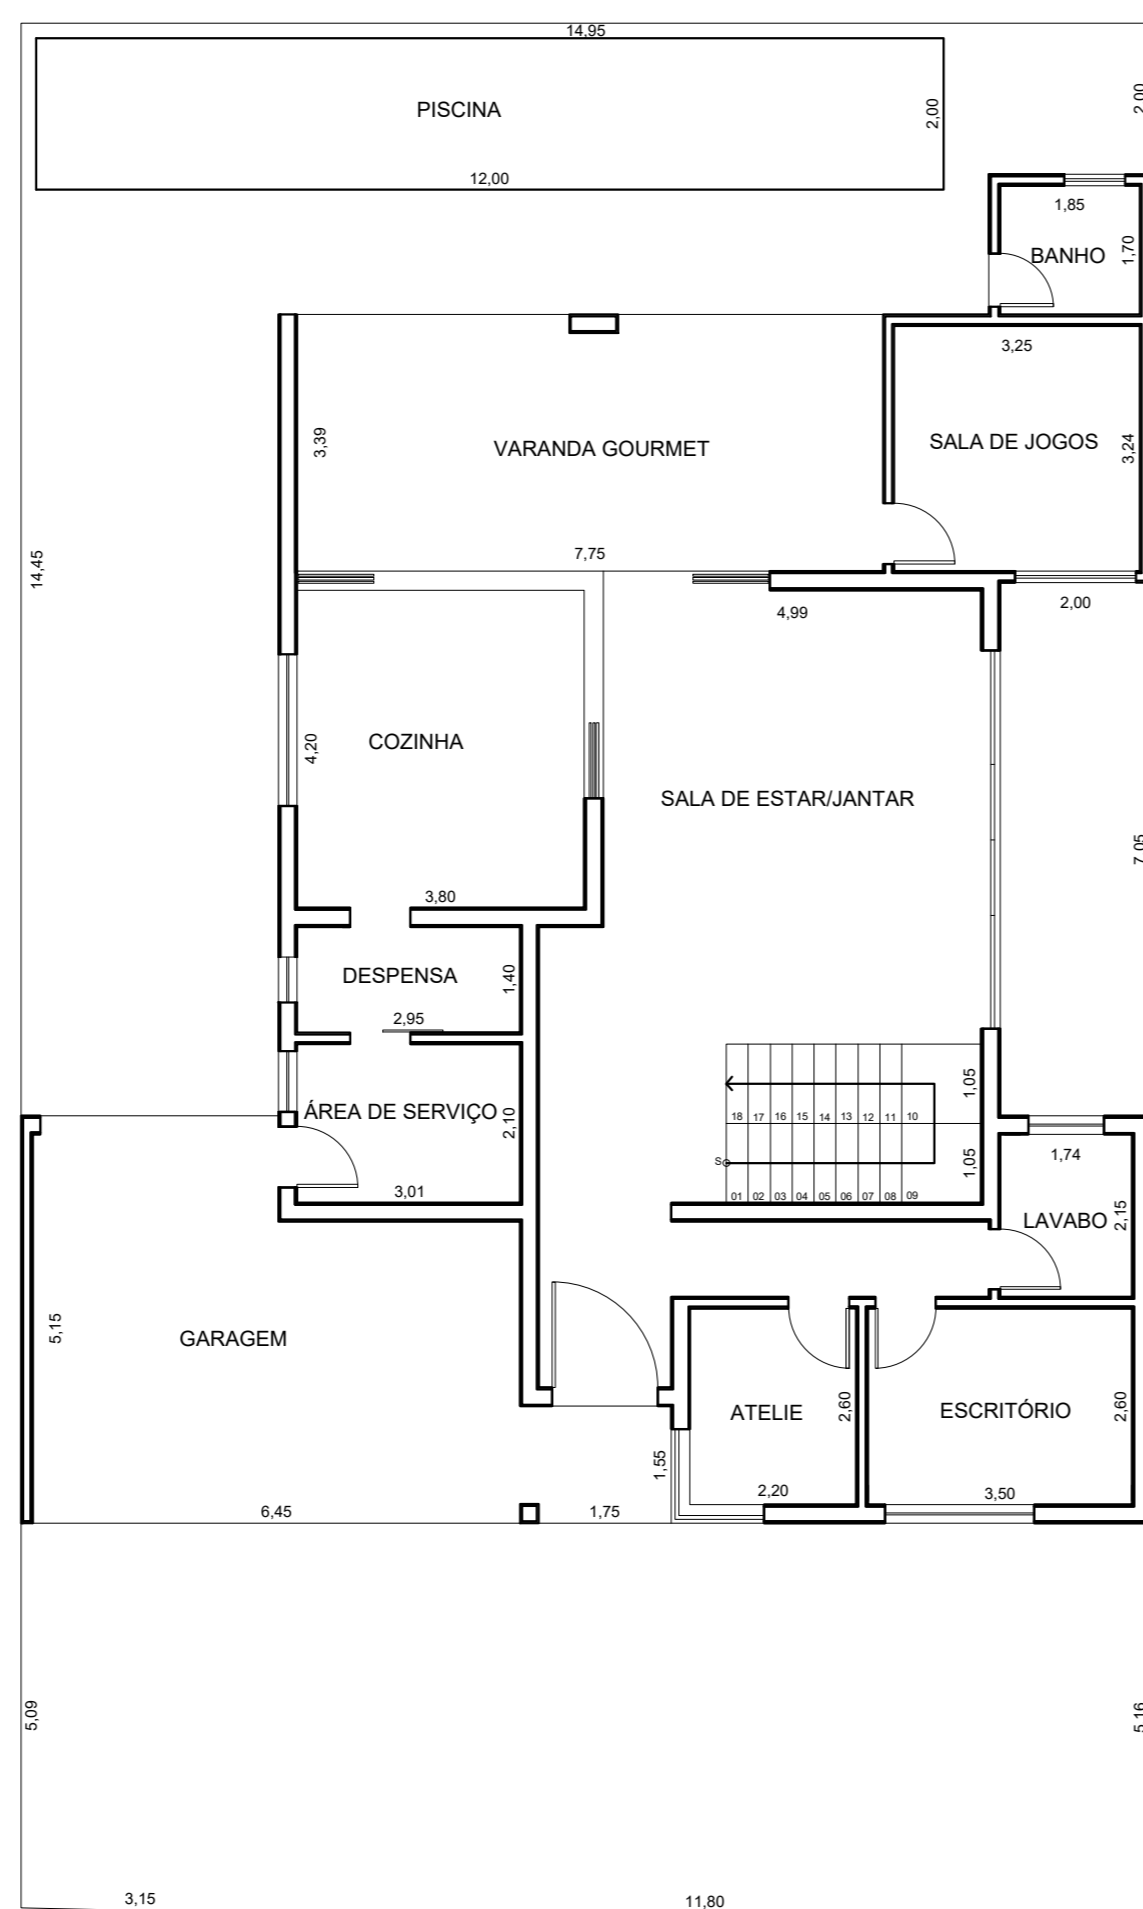 14,95
PISCINA
2,00
2,00
12,00
1,85
BANHO
1,70
3,25
3,39
VARANDA GOURMET
SALA DE JOGOS
3,24
7,75
14,45
4,99
2,00
4,20
COZINHA
SALA DE ESTAR/JANTAR
7,05
3,80
DESPENSA
1,40
2,95
ÁREA DE SERVIÇO
2,10
3,01
1,05
18 17 16 15 14 13 12 11 10
S
1,05
01 02 03 04 05 06 07 08 09
1,74
LAVABO
2,15
5,15
GARAGEM
ATELIE
2,60
ESCRITÓRIO
2,60
1,55
2,20
3,50
6,45
1,75
5,09
5,16
3,15
11,80